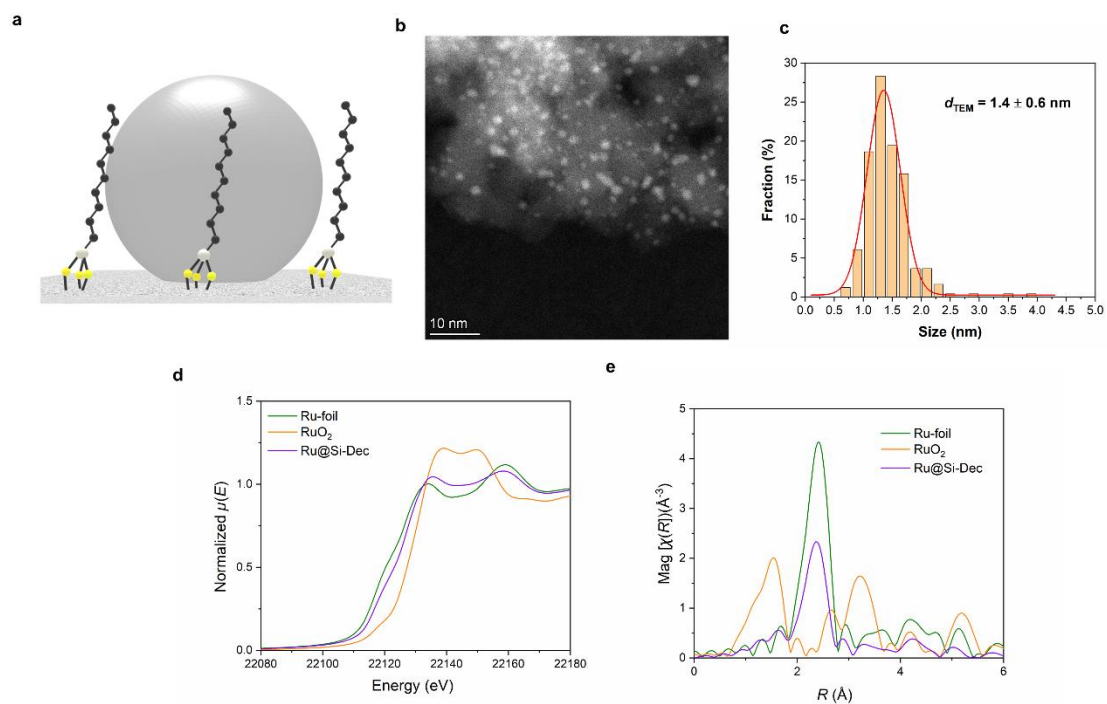 a
b
10 nm
c
30
25
20
15
10
5
0
Fraction (%)
dTEM = 1.4 ± 0.6 nm
0.0 0.5 1.0 1.5 2.0 2.5 3.0 3.5 4.0 4.5 5.0
Size (nm)
d
1.5
1.0
0.5
0.0
Normalized μ(E)
Ru-foil
RuO2
Ru@Si-Dec
22080 22100 22120 22140 22160 22180
Energy (eV)
e
5
4
3
2
1
0
Mag [χ(R])(Å-3)
Ru-foil
RuO2
Ru@Si-Dec
0 2 4 6
R (Å)